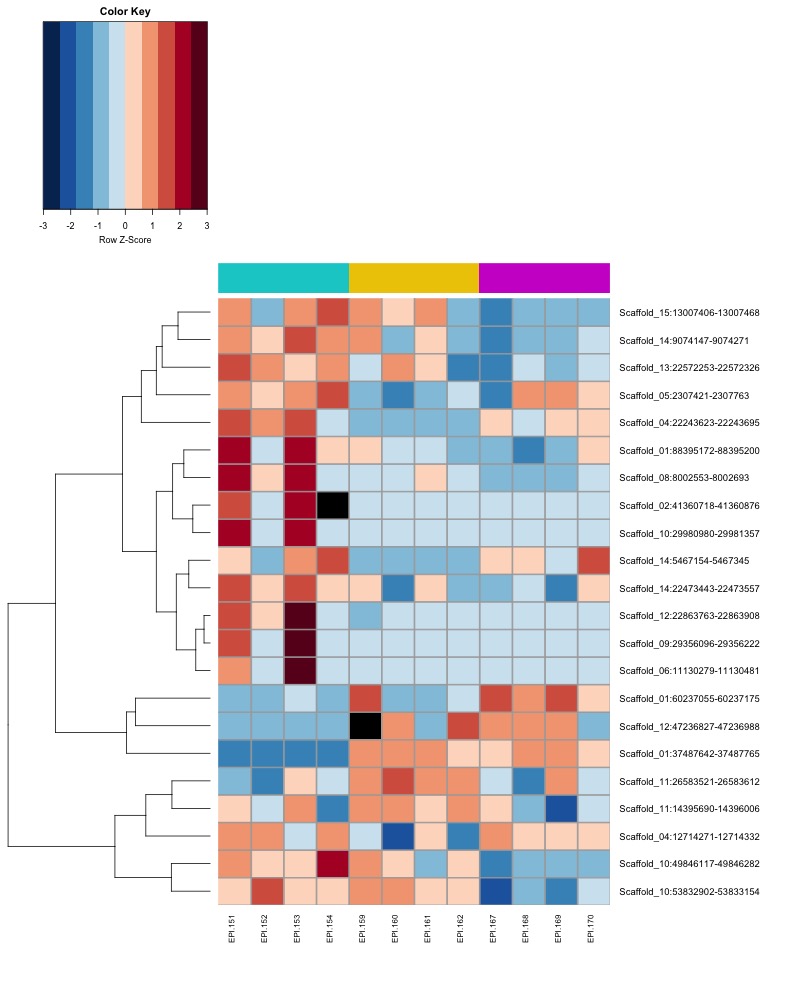 Color Key
-3 -2 -1 0 1 2 3
Row Z-Score
Scaffold_15:13007406-13007468
Scaffold_14:9074147-9074271
Scaffold_13:22572253-22572326
Scaffold_05:2307421-2307763
Scaffold_04:22243623-22243695
Scaffold_01:88395172-88395200
Scaffold_08:8002553-8002693
Scaffold_02:41360718-41360876
Scaffold_10:29980980-29981357
Scaffold_14:5467154-5467345
Scaffold_14:22473443-22473557
Scaffold_12:22863763-22863908
Scaffold_09:29356096-29356222
Scaffold_06:11130279-11130481
Scaffold_01:60237055-60237175
Scaffold_12:47236827-47236988
Scaffold_01:37487642-37487765
Scaffold_11:26583521-26583612
Scaffold_11:14395690-14396006
Scaffold_04:12714271-12714332
Scaffold_10:49846117-49846282
Scaffold_10:53832902-53833154
EPI.151
EPI.152
EPI.153
EPI.154
EPI.159
EPI.160
EPI.161
EPI.162
EPI.167
EPI.168
EPI.169
EPI.170